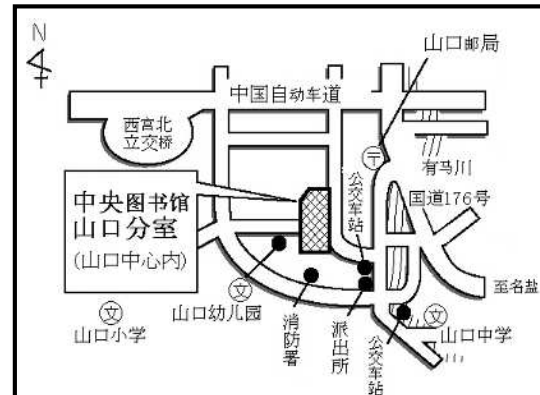 N
山口邮局
中国自动车道
西宫北
立交桥
〒
有马川
公交车站
国道176号
中央图书馆
山口分室
(山口中心内)
至名盐
文
山口小学
文
山口幼儿园
消防署
派出所
公交车站
文
山口中学